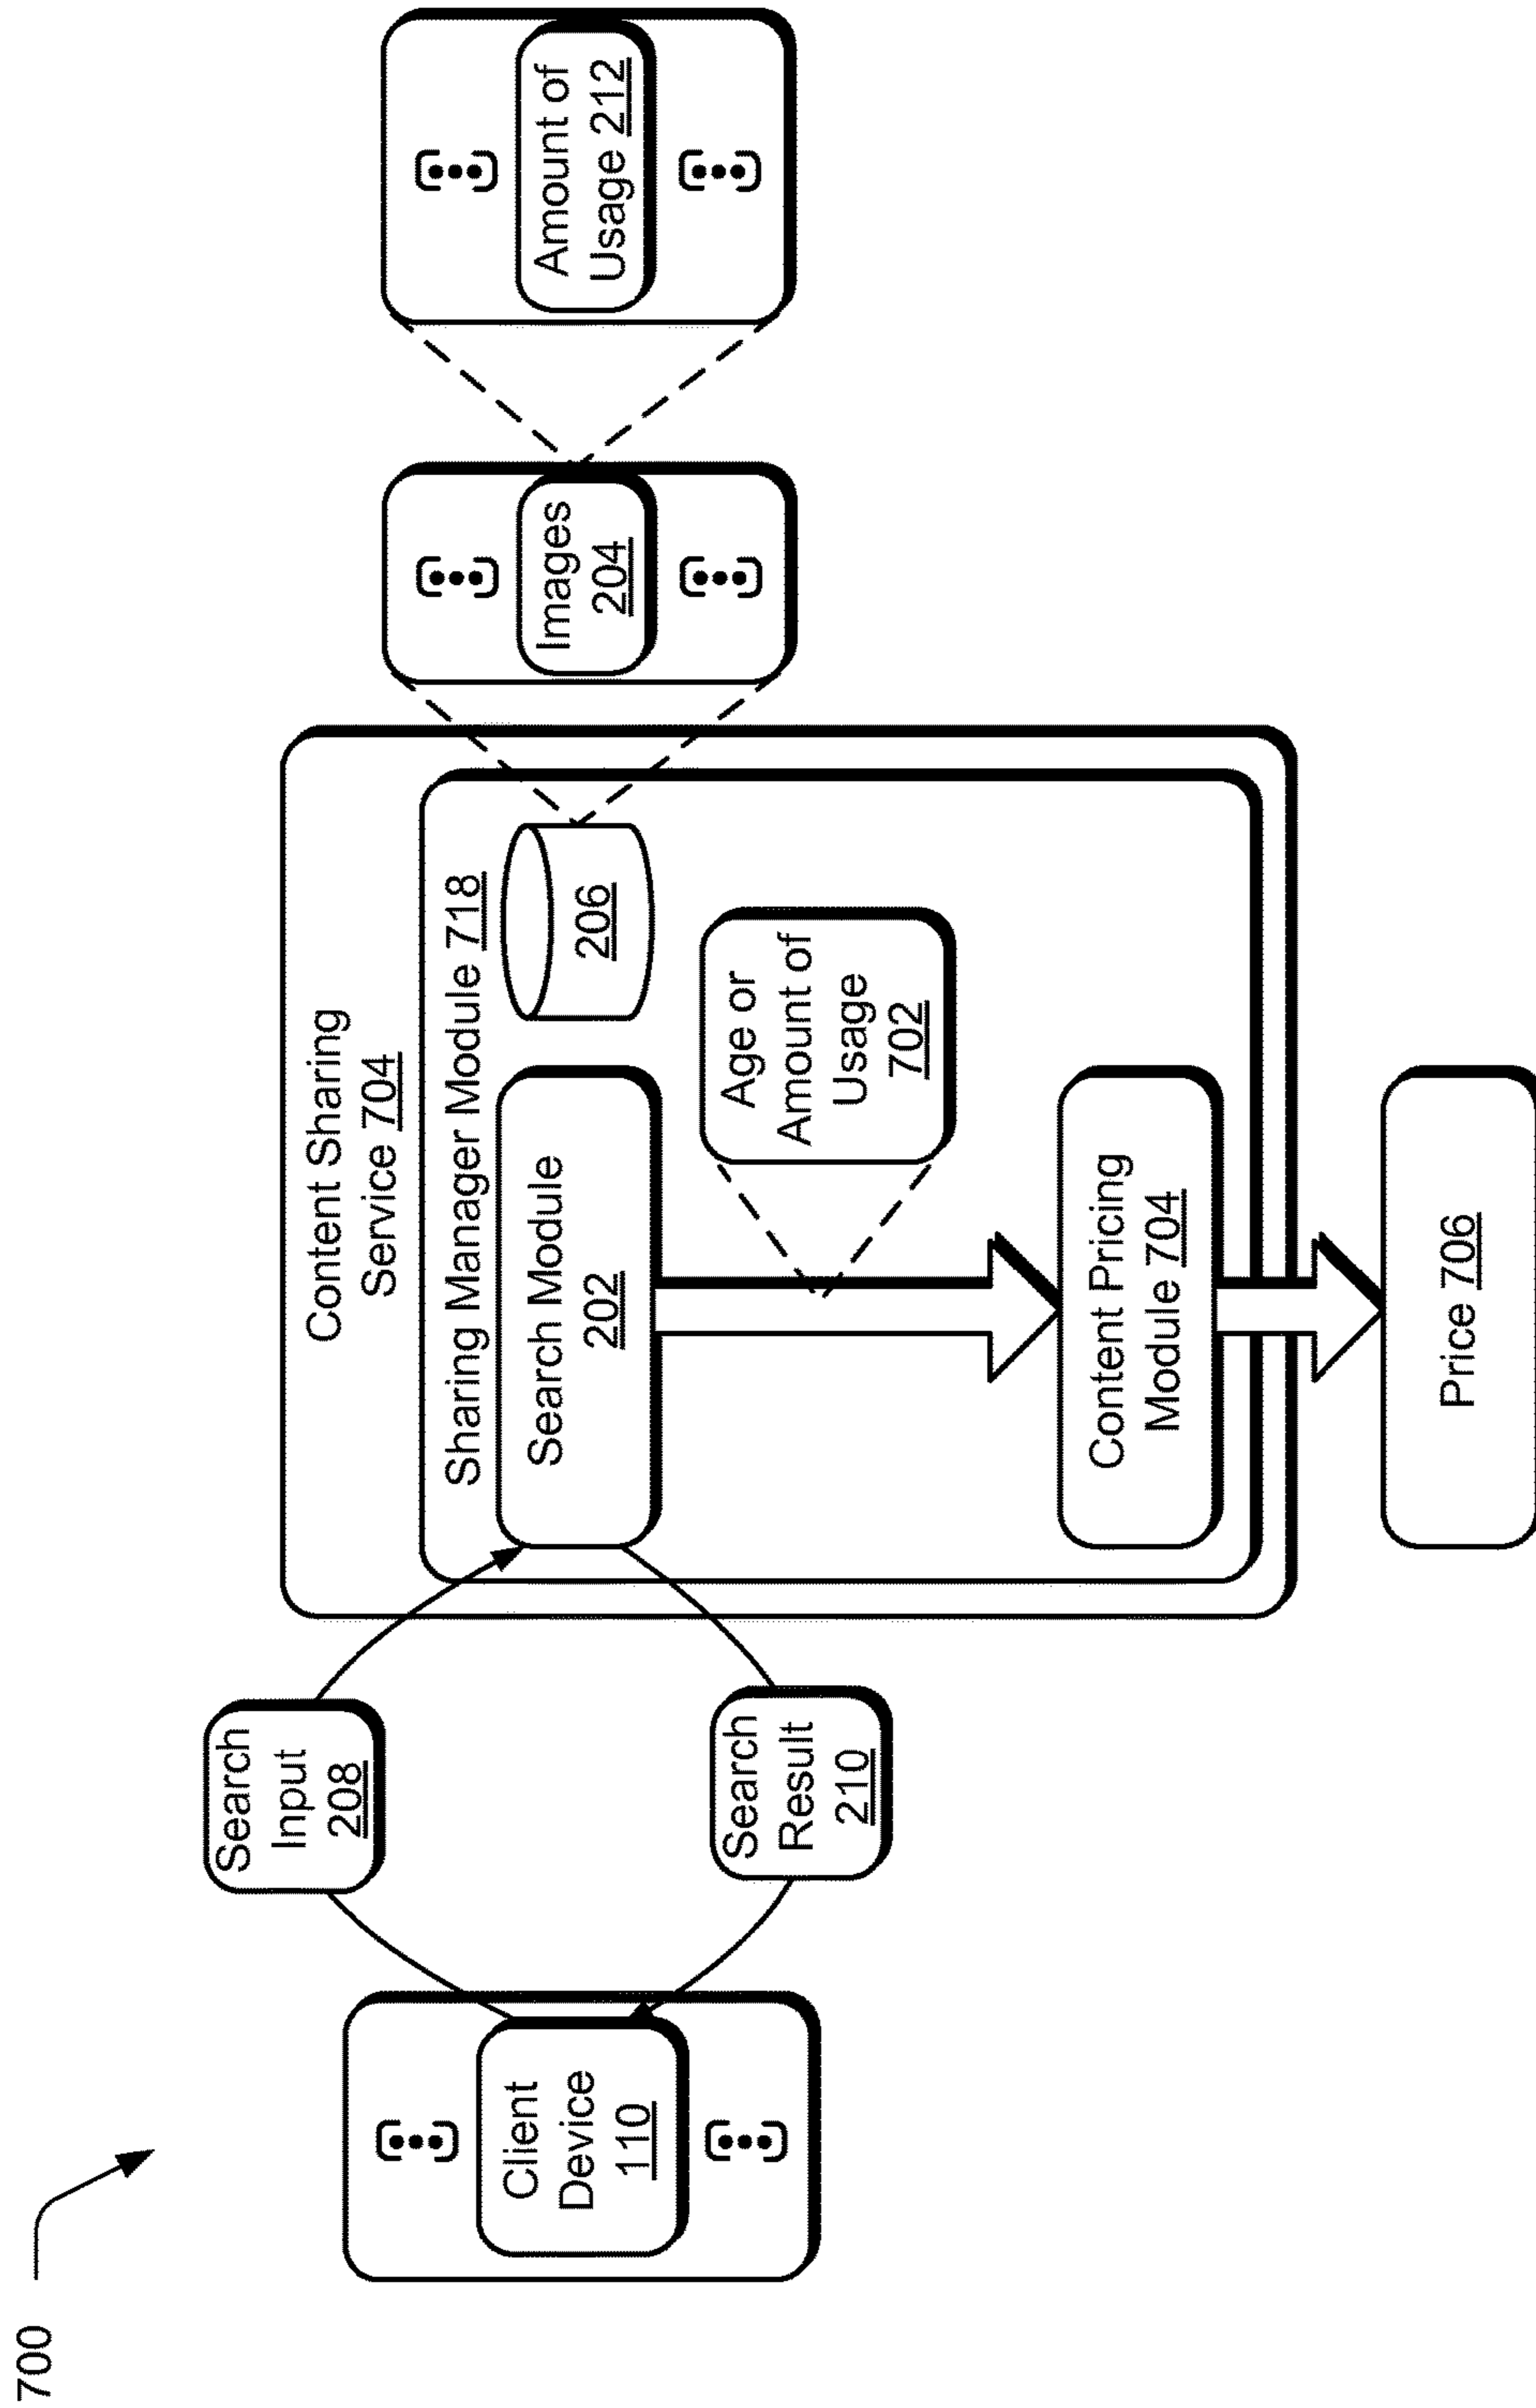 700
Client
Device
110
Search
Input
208
Search
Result
210
Content Sharing
Service 704
Sharing Manager Module 718
Search Module
202
206
Age or
Amount of
Usage
702
Content Pricing
Module 704
Price 706
Images
204
Amount of
Usage 212